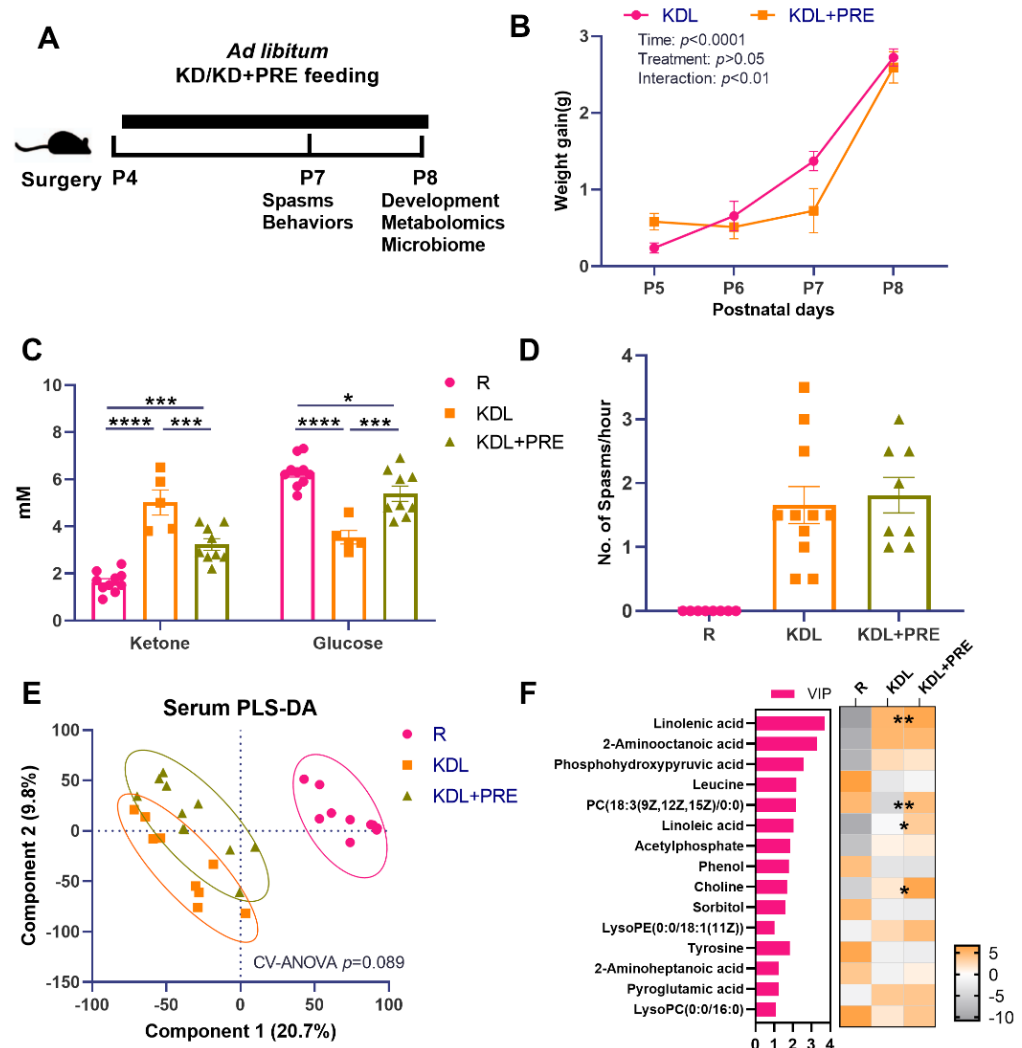 A
Ad libitum
KD/KD+PRE feeding
Surgery
P4
P7
P8
Spasms
Behaviors
Development
Metabolomics
Microbiome
B
KDL
KDL+PRE
Time: p<0.0001
Treatment: p>0.05
Interaction: p<0.01
Weight gain(g)
3
2
1
0
P5
P6
P7
P8
Postnatal days
C
mM
10
8
6
4
2
0
***
****
***
*
****
***
Ketone
Glucose
R
KDL
KDL+PRE
D
No. of Spasms/hour
4
3
2
1
0
R
KDL
KDL+PRE
E
Serum PLS-DA
Component 2 (9.8%)
100
50
0
-50
-100
-150
-100
-50
0
50
100
Component 1 (20.7%)
CV-ANOVA p=0.089
R
KDL
KDL+PRE
F
VIP
R
KDL
KDL+PRE
Linolenic acid
**
2-Aminooctanoic acid
Phosphohydroxypyruvic acid
Leucine
PC(18:3(9Z,12Z,15Z)/0:0)
**
Linoleic acid
*
Acetylphosphate
Phenol
Choline
*
Sorbitol
LysoPE(0:0/18:1(11Z))
Tyrosine
2-Aminoheptanoic acid
Pyroglutamic acid
LysoPC(0:0/16:0)
0 1 2 3 4
5
0
-5
-10